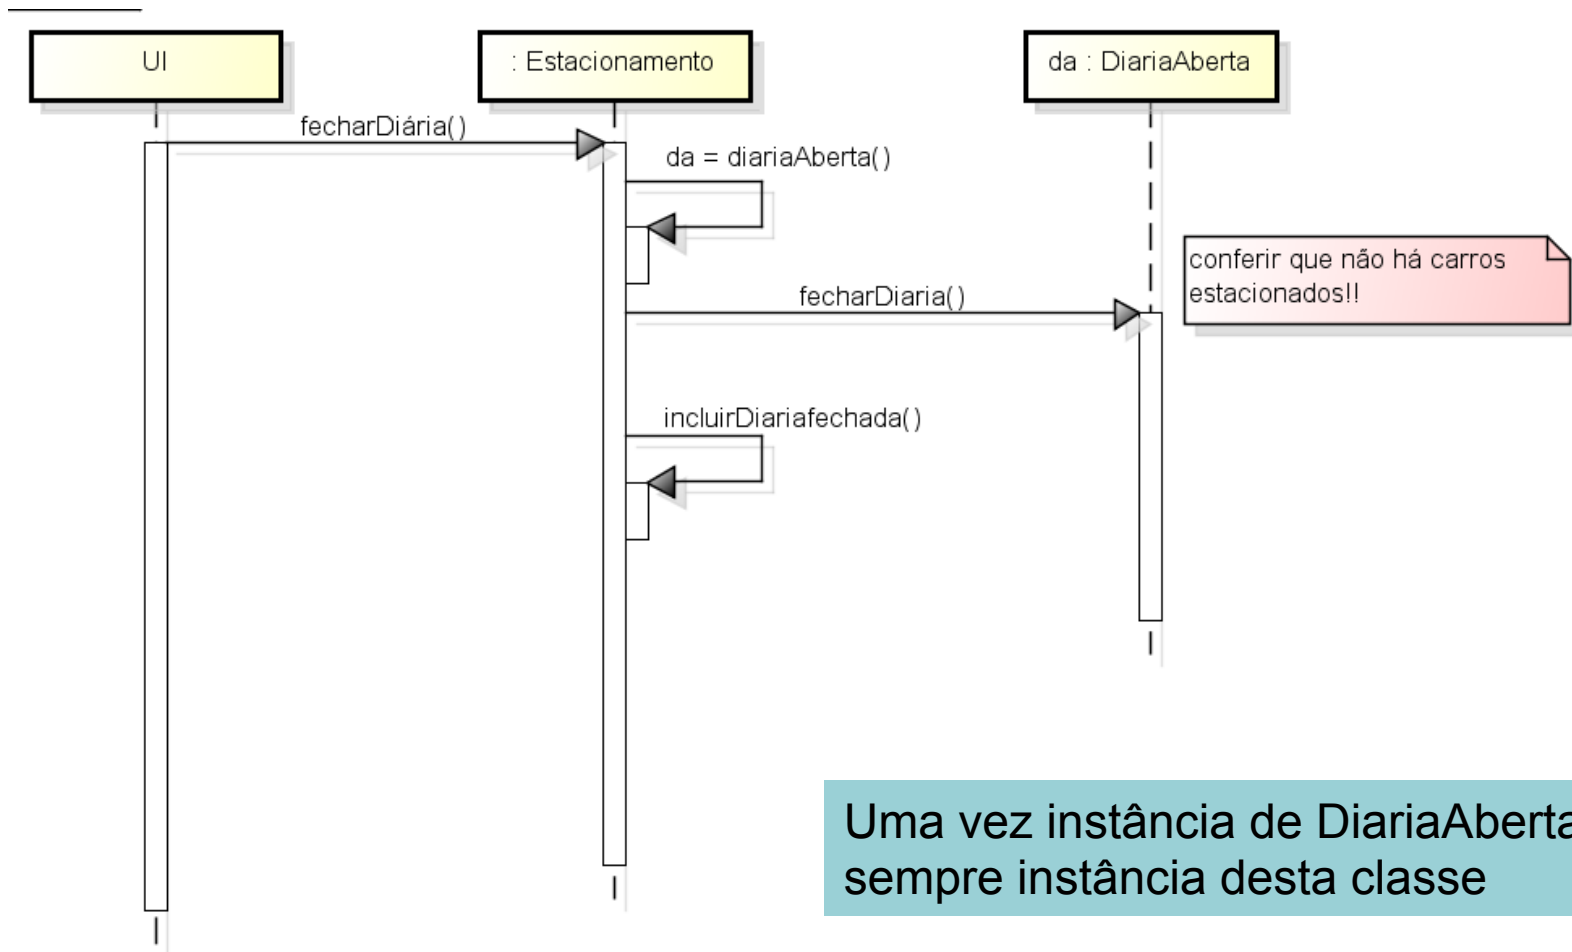 UI
: Estacionamento
da : DiariaAberta
fecharDiária()
da = diariaAberta()
conferir que não há carros
estacionados!!
fecharDiaria()
incluirDiariafechada()
Uma vez instância de DiariaAberta
sempre instância desta classe